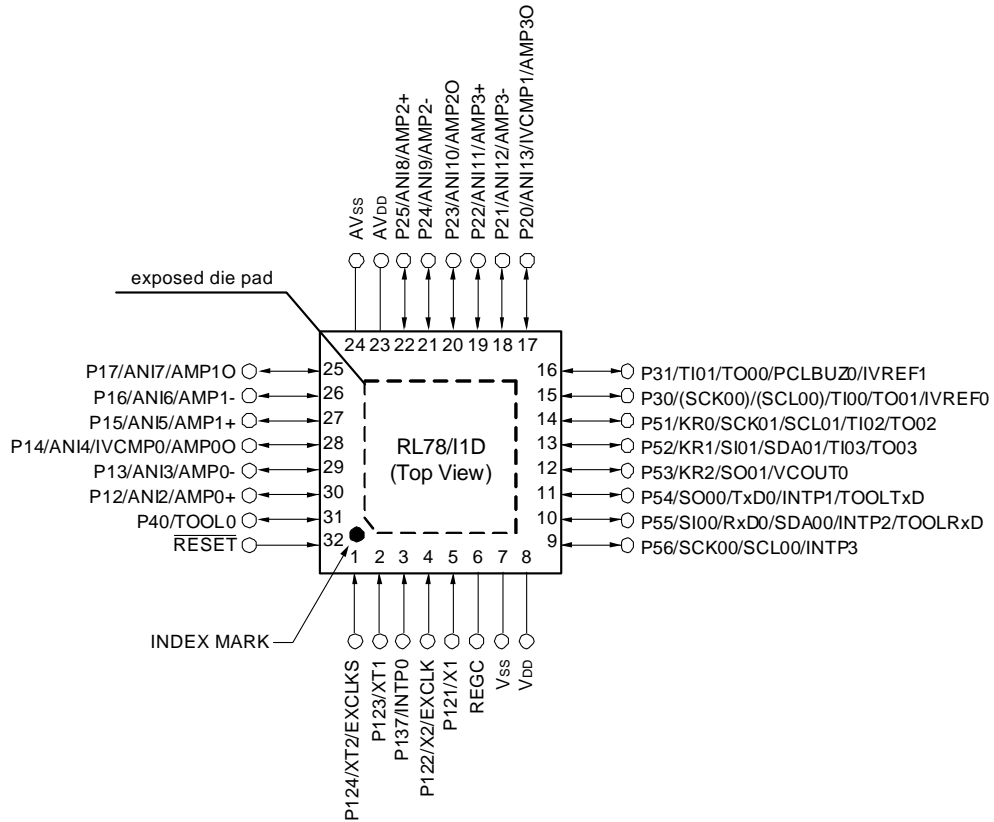 AVSS
AVDD
P25/ANI8/AMP2+
P24/ANI9/AMP2-
P23/ANI10/AMP2O
P22/ANI11/AMP3+
P21/ANI12/AMP3-
P20/ANI13/IVCMP1/AMP3O
exposed die pad
24 23 22 21 20 19 18 17
P17/ANI7/AMP1O 25
P16/ANI6/AMP1- 26
P15/ANI5/AMP1+ 27
P14/ANI4/IVCMP0/AMP0O 28
P13/ANI3/AMP0- 29
P12/ANI2/AMP0+ 30
P40/TOOL0 31
RESET 32
RL78/I1D
(Top View)
16 P31/TI01/TO00/PCLBUZ0/IVREF1
15 P30/(SCK00)/(SCL00)/TI00/TO01/IVREF0
14 P51/KR0/SCK01/SCL01/TI02/TO02
13 P52/KR1/SI01/SDA01/TI03/TO03
12 P53/KR2/SO01/VCOUT0
11 P54/SO00/TxD0/INTP1/TOOLTxD
10 P55/SI00/RxD0/SDA00/INTP2/TOOLRxD
9 P56/SCK00/SCL00/INTP3
1 2 3 4 5 6 7 8
INDEX MARK
P124/XT2/EXCLKS
P123/XT1
P137/INTP0
P122/X2/EXCLK
P121/X1
REGC
VSS
VDD